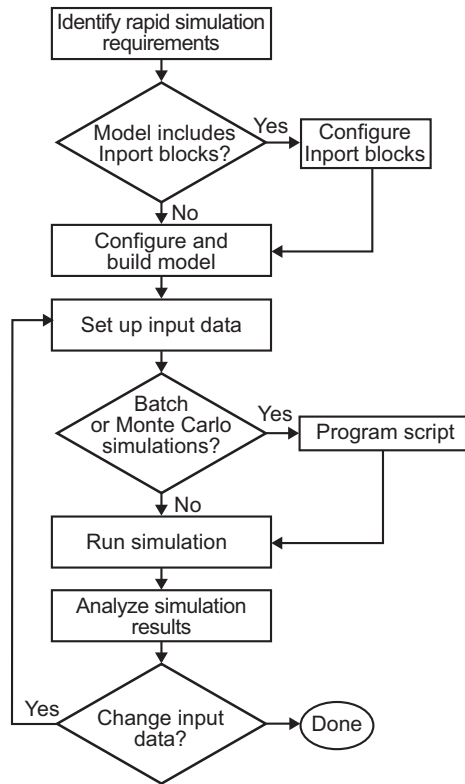 Identify rapid simulation
requirements
Model includes
Inport blocks?
Yes
Configure
Inport blocks
No
Configure and
build model
Set up input data
Batch
or Monte Carlo
simulations?
Yes
Program script
No
Run simulation
Analyze simulation
results
Change input
data?
Yes
Done